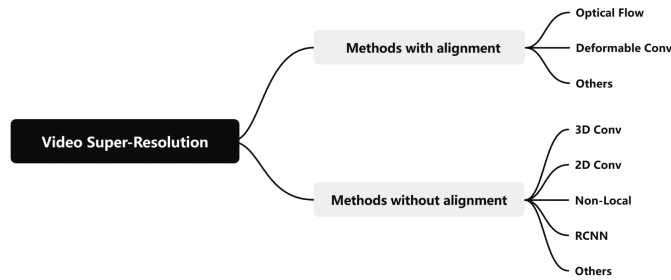 Video Super-Resolution
Methods with alignment
Optical Flow
Deformable Conv
Others
Methods without alignment
3D Conv
2D Conv
Non-Local
RCNN
Others